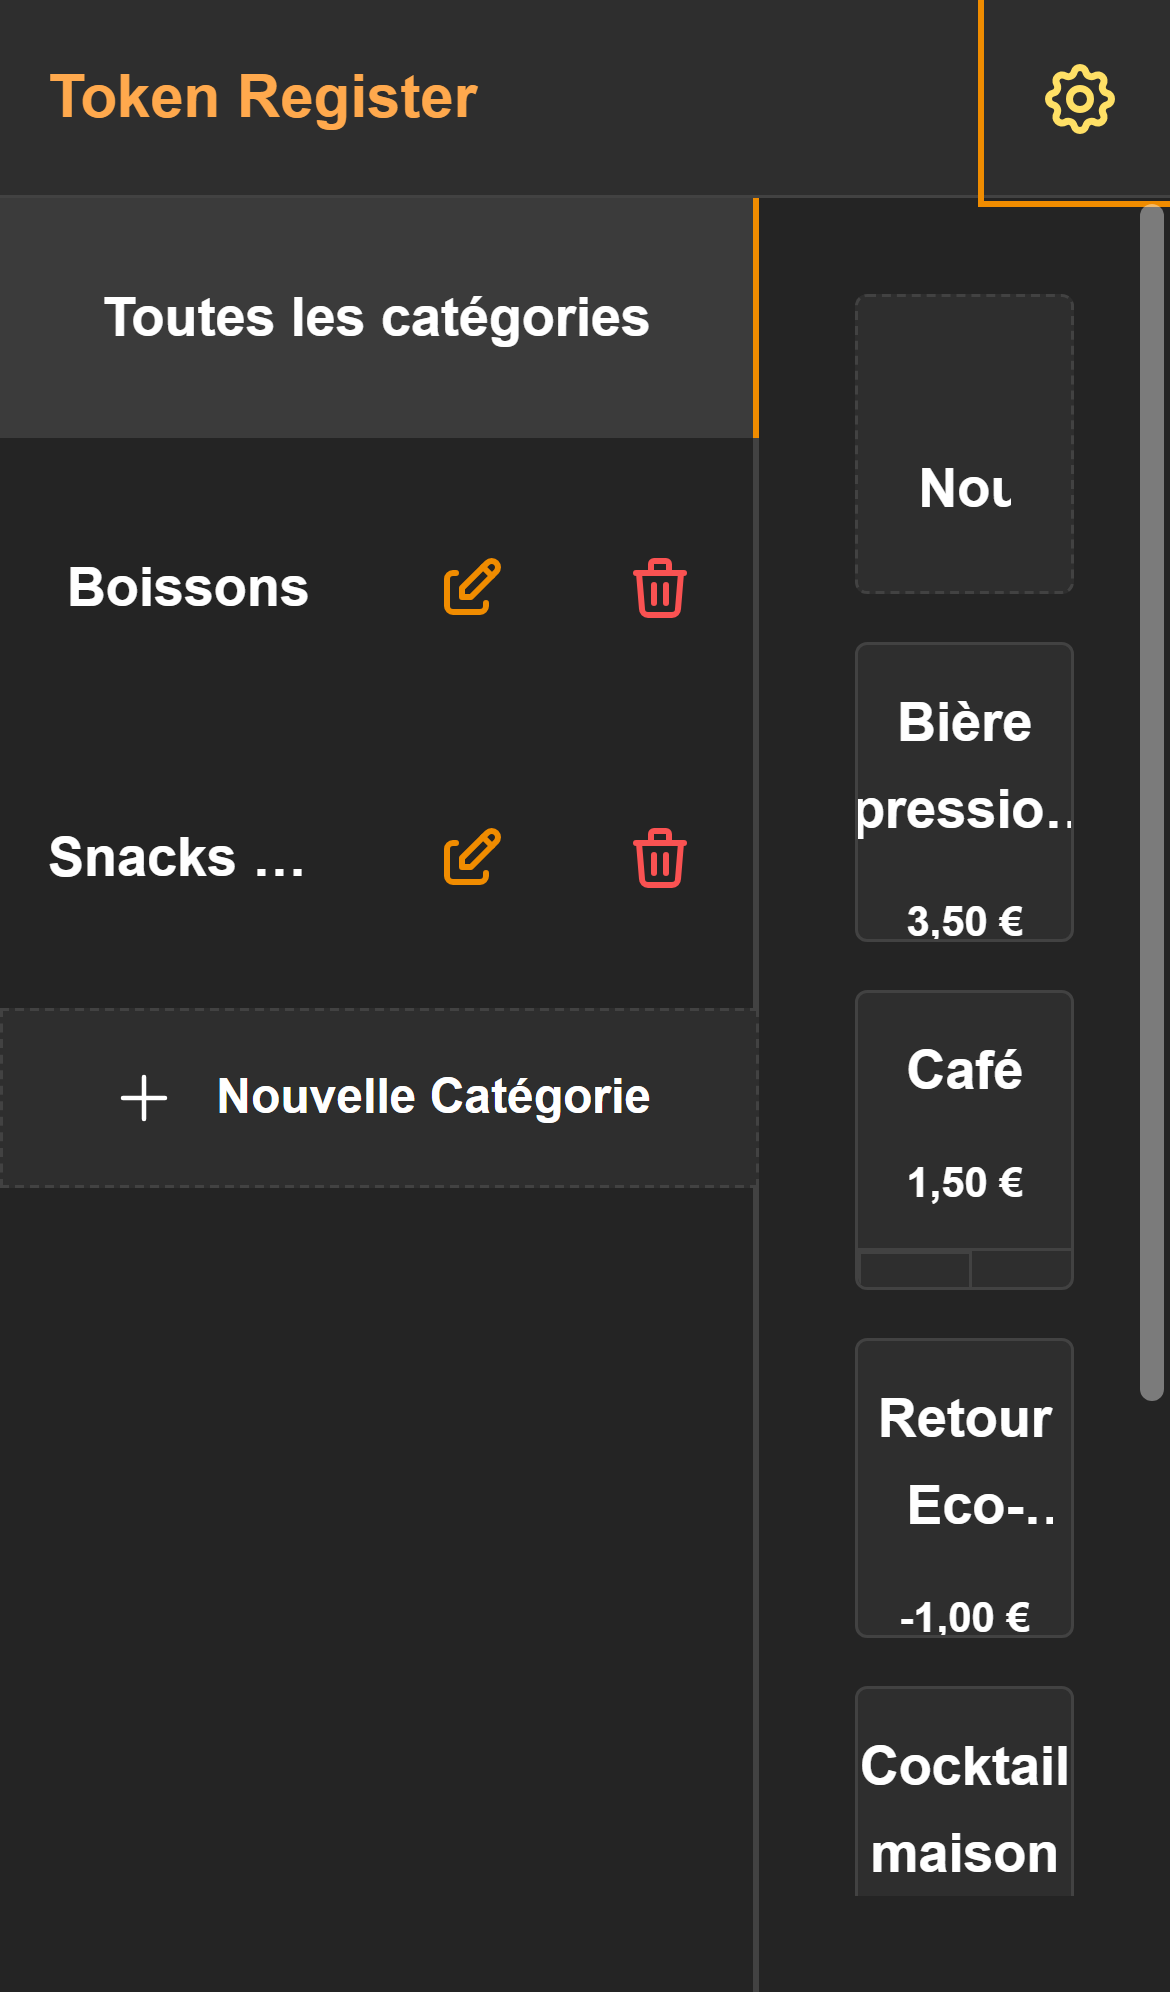 Token Register
Toutes les catégories
Boissons
Snacks ...
Nouvelle Catégorie
Nou
Bière
pressio..
3,50 €
Café
1,50 €
Retour
Eco-..
-1,00 €
Cocktail
maison